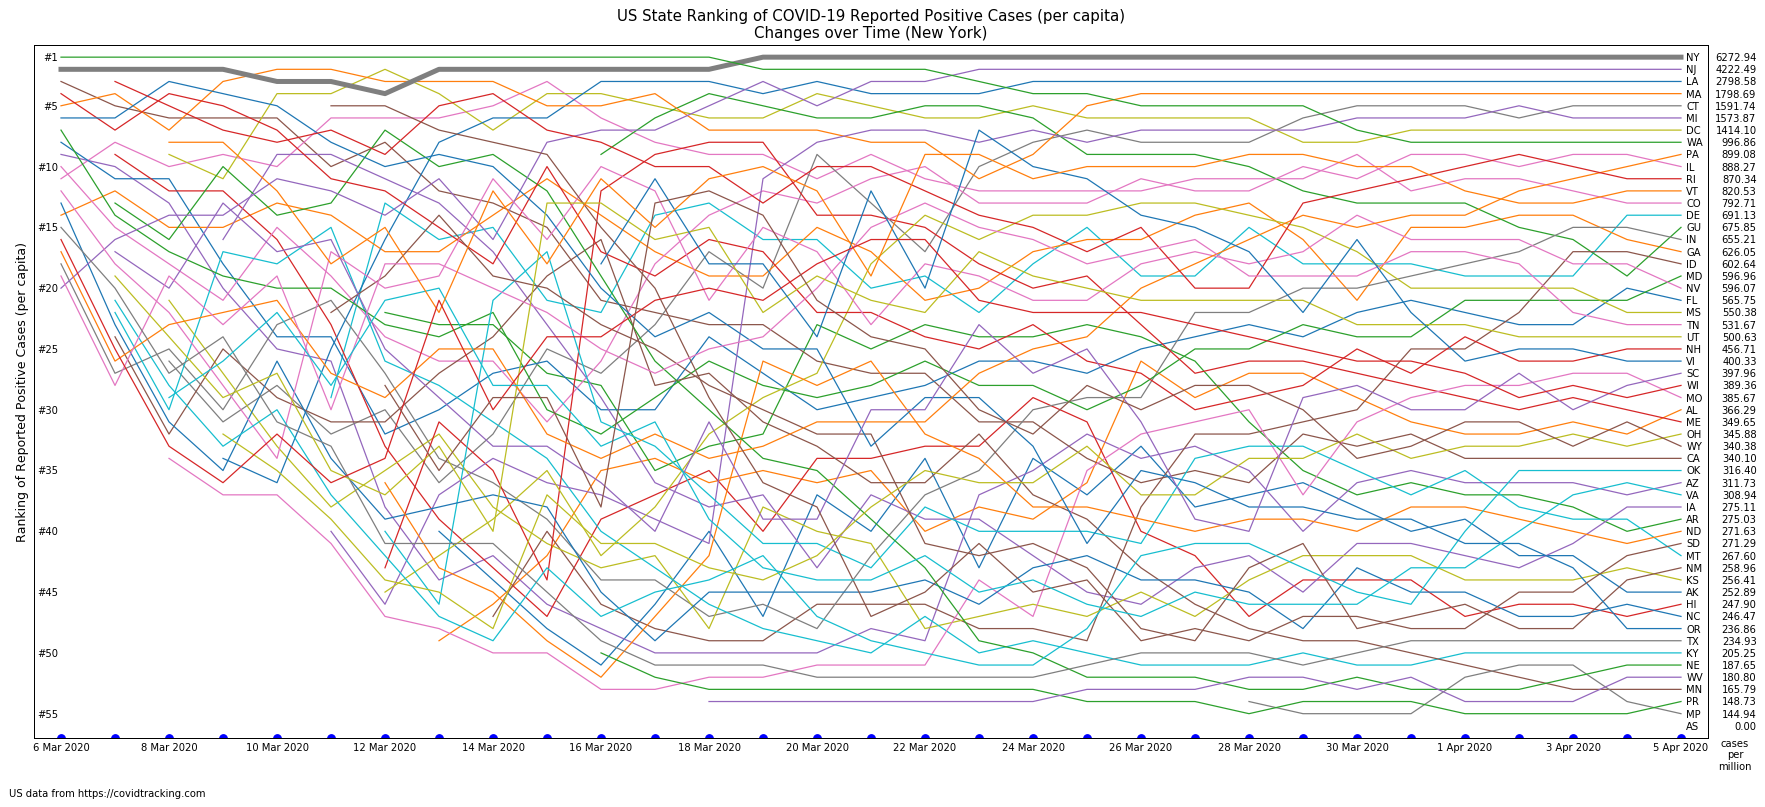 US State Ranking of COVID-19 Reported Positive Cases (per capita)
Changes over Time (New York)
Ranking of Reported Positive Cases (per capita)
#1
#5
#10
#15
#20
#25
#30
#35
#40
#45
#50
#55
NY 6272.94
NJ 4222.49
LA 2798.58
MA 1798.69
CT 1591.74
MI 1573.87
DC 1414.10
WA 996.86
PA 899.08
IL 888.27
RI 870.34
VT 820.53
CO 792.71
DE 691.13
GU 675.85
IN 655.21
GA 626.05
ID 602.64
MD 596.96
NV 596.07
FL 565.75
MS 550.38
TN 531.67
UT 500.63
NH 456.71
VI 400.33
SC 397.96
WI 389.36
MO 385.67
AL 366.29
ME 349.65
OH 345.88
WY 340.38
CA 340.10
OK 316.40
AZ 311.73
VA 308.94
IA 275.11
AR 275.03
ND 271.63
SD 271.29
MT 267.60
NM 258.96
KS 256.41
AK 252.89
HI 247.90
NC 246.47
OR 236.86
TX 234.93
KY 205.25
NE 187.65
WV 180.80
MN 165.79
PR 148.73
MP 144.94
AS 0.00
6 Mar 2020 8 Mar 2020 10 Mar 2020 12 Mar 2020 14 Mar 2020 16 Mar 2020 18 Mar 2020 20 Mar 2020 22 Mar 2020 24 Mar 2020 26 Mar 2020 28 Mar 2020 30 Mar 2020 1 Apr 2020 3 Apr 2020 5 Apr 2020
cases
per
million
US data from https://covidtracking.com